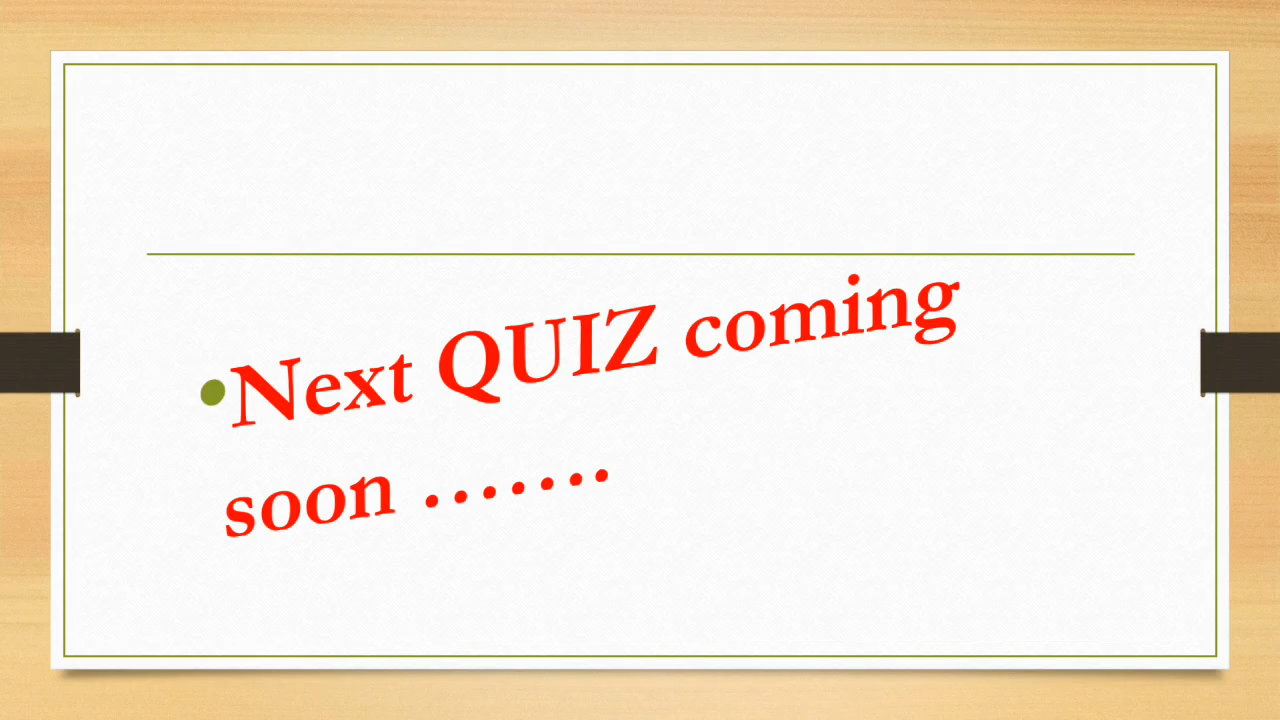 •Next QUIZ coming
soon .......